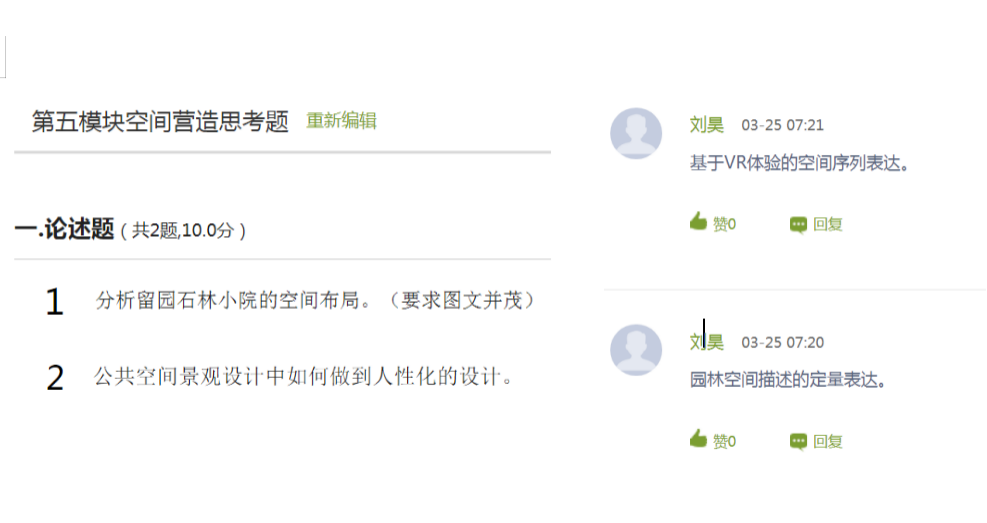 第五模块空间营造思考题 重新编辑
一.论述题 ( 共2题,10.0分 )
1 分析留园石林小院的空间布局。（要求图文并茂）
2 公共空间景观设计中如何做到人性化的设计。
刘昊 03-25 07:21
基于VR体验的空间序列表达。
赞0 回复
刘昊 03-25 07:20
园林空间描述的定量表达。
赞0 回复